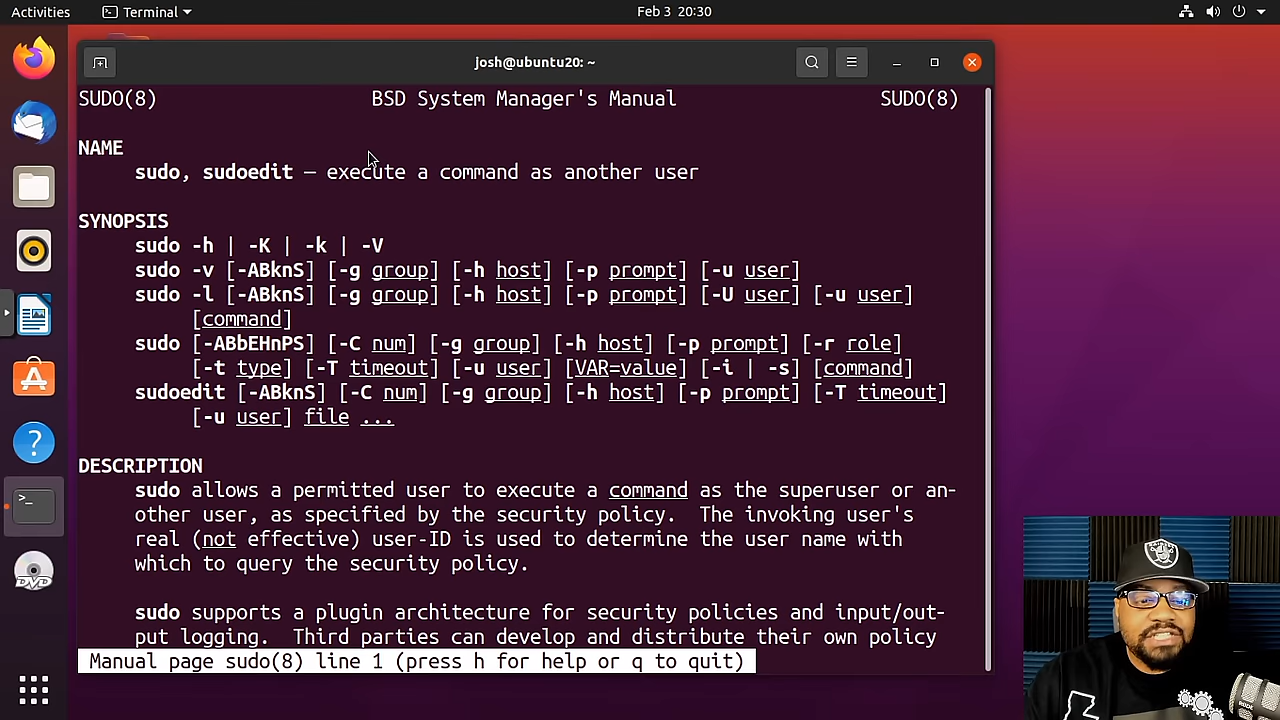 Activities Terminal Feb 3 20:30
josh@ubuntu20: ~
SUDO(8) BSD System Manager's Manual SUDO(8)
NAME
sudo, sudoedit — execute a command as another user
SYNOPSIS
sudo -h | -K | -k | -V
sudo -v [-ABknS] [-g group] [-h host] [-p prompt] [-u user]
sudo -l [-ABknS] [-g group] [-h host] [-p prompt] [-U user] [-u user]
[command]
sudo [-ABbEHnPS] [-C num] [-g group] [-h host] [-p prompt] [-r role]
[-t type] [-T timeout] [-u user] [VAR=value] [-i | -s] [command]
sudoedit [-ABknS] [-C num] [-g group] [-h host] [-p prompt] [-T timeout]
[-u user] file ...
DESCRIPTION
sudo allows a permitted user to execute a command as the superuser or an-
other user, as specified by the security policy. The invoking user's
real (not effective) user-ID is used to determine the user name with
which to query the security policy.
sudo supports a plugin architecture for security policies and input/out-
put logging. Third parties can develop and distribute their own policy
Manual page sudo(8) line 1 (press h for help or q to quit)
>_
?
DVD